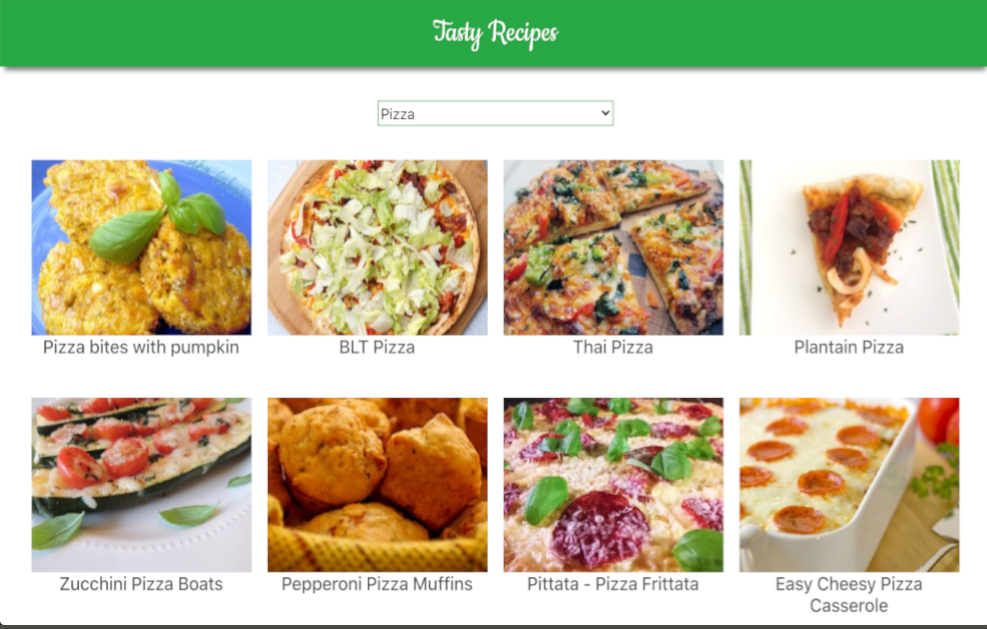 Tasty Recipes
Pizza
Pizza bites with pumpkin
BLT Pizza
Thai Pizza
Plantain Pizza
Zucchini Pizza Boats
Pepperoni Pizza Muffins
Pittata - Pizza Frittata
Easy Cheesy Pizza
Casserole